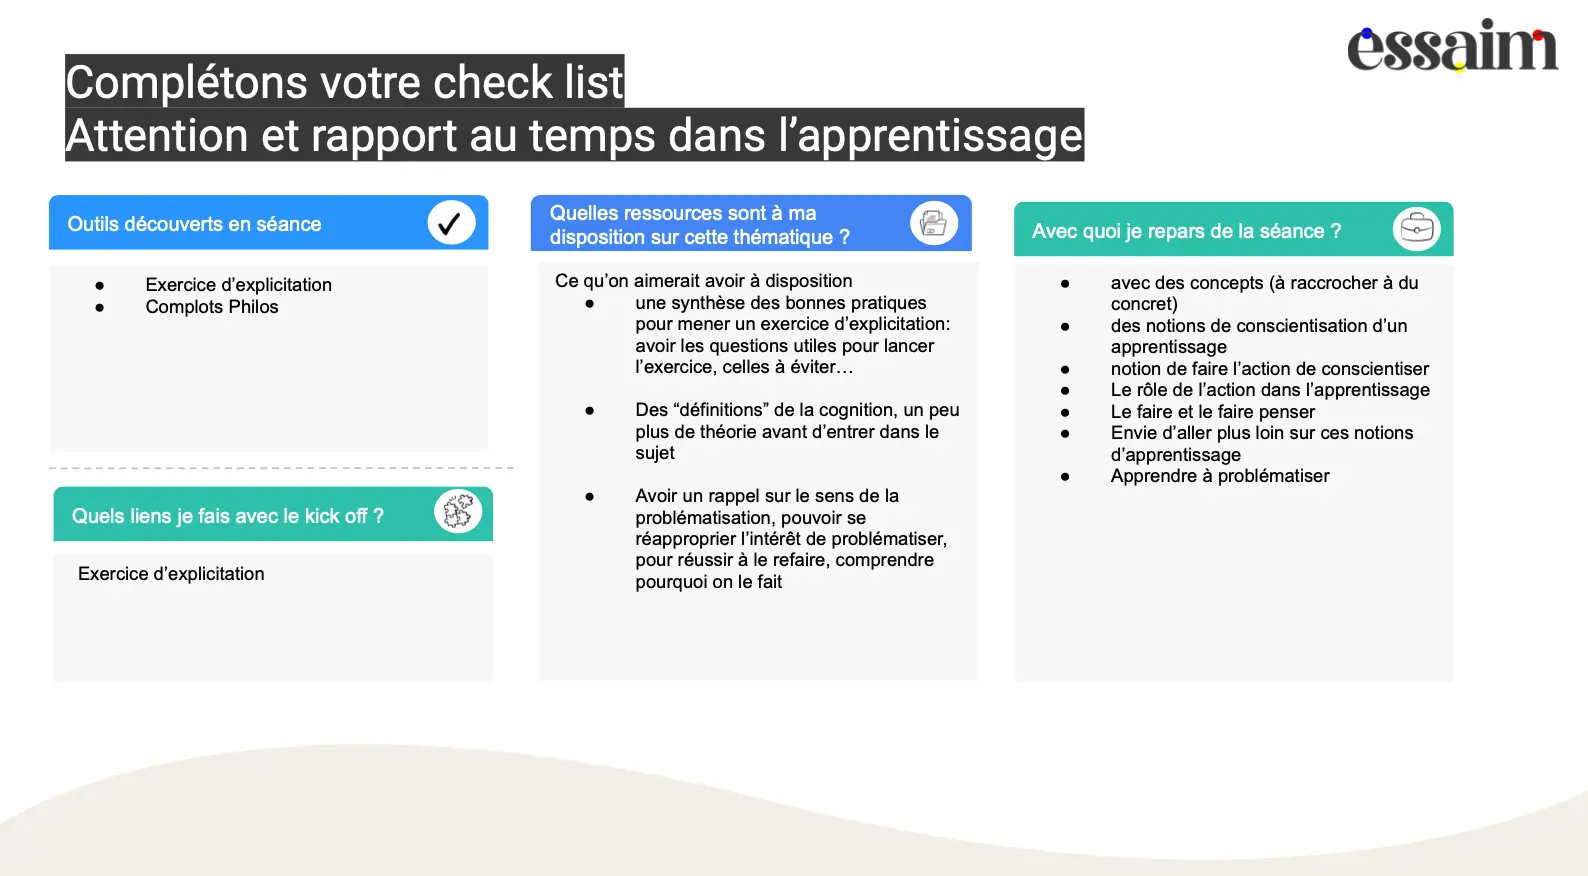 essaim
Complétons votre check list
Attention et rapport au temps dans l’apprentissage
Outils découverts en séance
● Exercice d’explicitation
● Complots Philos
Quels liens je fais avec le kick off ?
Exercice d’explicitation
Quelles ressources sont à ma
disposition sur cette thématique ?
Ce qu’on aimerait avoir à disposition
● une synthèse des bonnes pratiques
pour mener un exercice d’explicitation:
avoir les questions utiles pour lancer
l’exercice, celles à éviter…
● Des “définitions” de la cognition, un peu
plus de théorie avant d’entrer dans le
sujet
● Avoir un rappel sur le sens de la
problématisation, pouvoir se
réapproprier l’intérêt de problématiser,
pour réussir à le refaire, comprendre
pourquoi on le fait
Avec quoi je repars de la séance ?
● avec des concepts (à raccrocher à du
concret)
● des notions de conscientisation d’un
apprentissage
● notion de faire l’action de conscientiser
● Le rôle de l’action dans l’apprentissage
● Le faire et le faire penser
● Envie d’aller plus loin sur ces notions
d’apprentissage
● Apprendre à problématiser